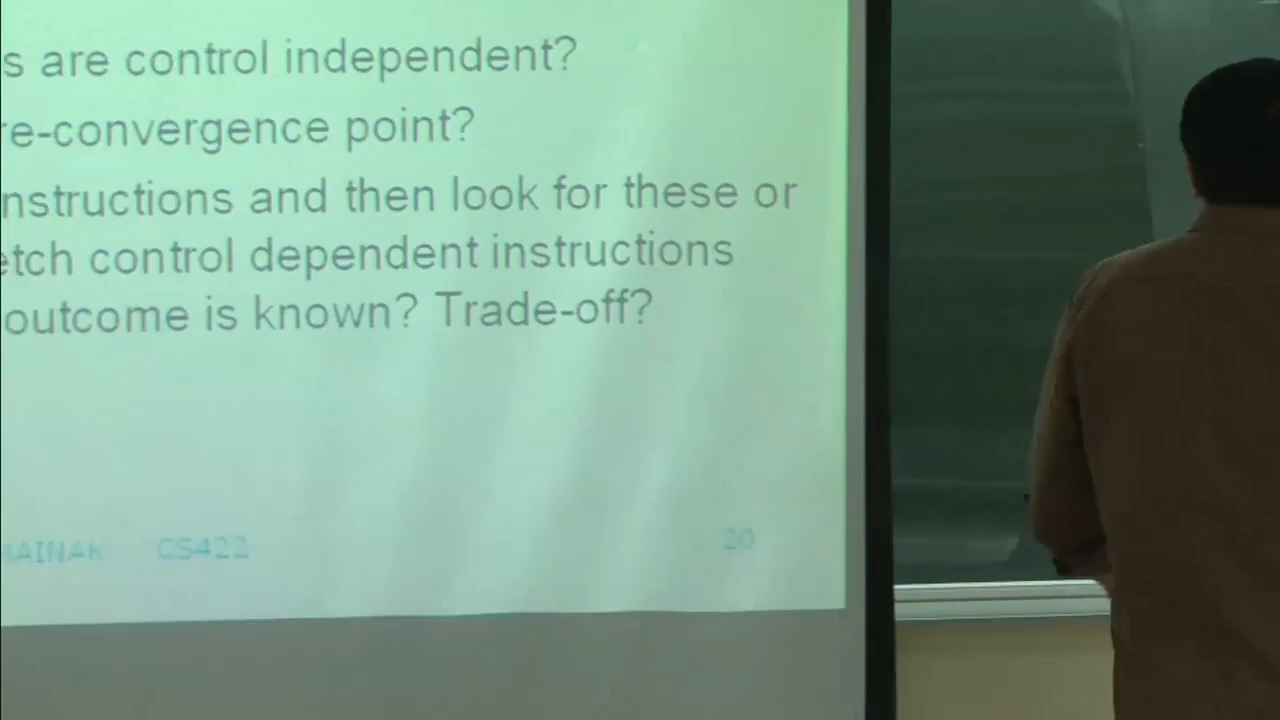 s are control independent?
re-convergence point?
nstructions and then look for these or
etch control dependent instructions
outcome is known? Trade-off?
MAINAK CS422 20